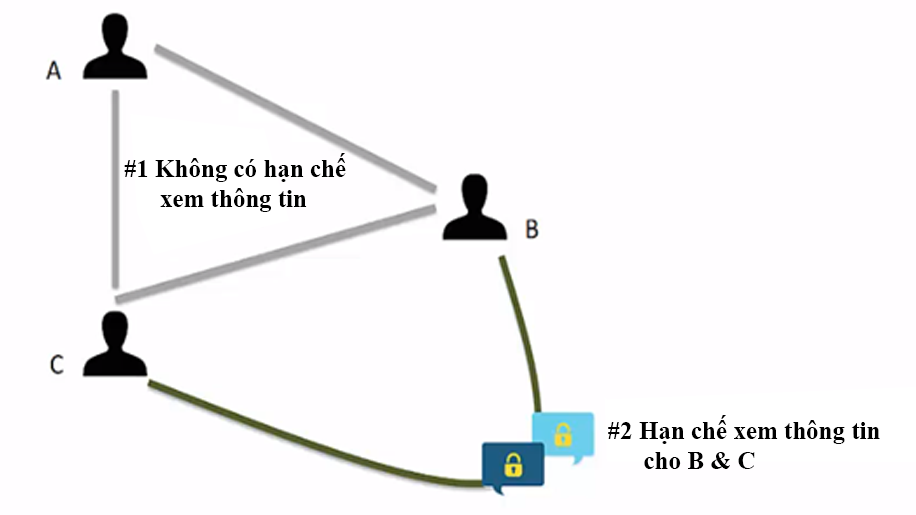 A
#1 Không có hạn chế
xem thông tin
B
C
#2 Hạn chế xem thông tin
cho B & C